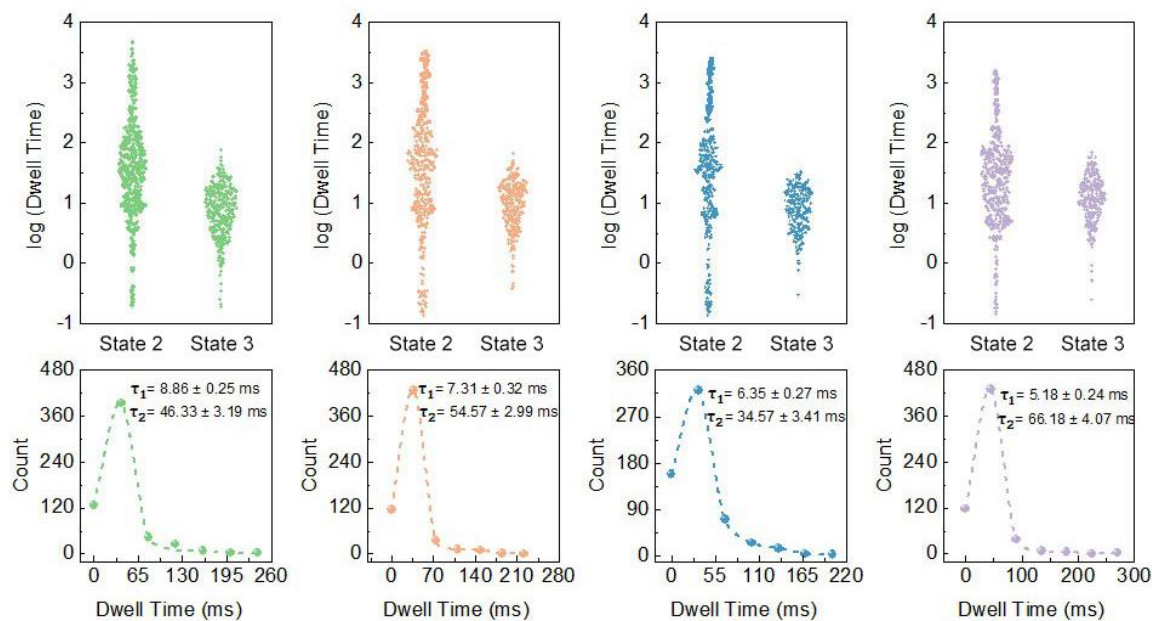 4
3
2
1
0
-1
log (Dwell Time)
State 2
State 3
4
3
2
1
0
-1
log (Dwell Time)
State 2
State 3
4
3
2
1
0
-1
log (Dwell Time)
State 2
State 3
4
3
2
1
0
-1
log (Dwell Time)
State 2
State 3
480
360
240
120
0
Count
τ1= 8.86 ± 0.25 ms
τ2= 46.33 ± 3.19 ms
0 65 130 195 260
Dwell Time (ms)
480
360
240
120
0
Count
τ1= 7.31 ± 0.32 ms
τ2= 54.57 ± 2.99 ms
0 70 140 210 280
Dwell Time (ms)
360
270
180
90
0
Count
τ1= 6.35 ± 0.27 ms
τ2= 34.57 ± 3.41 ms
0 55 110 165 220
Dwell Time (ms)
480
360
240
120
0
Count
τ1= 5.18 ± 0.24 ms
τ2= 66.18 ± 4.07 ms
0 100 200 300
Dwell Time (ms)